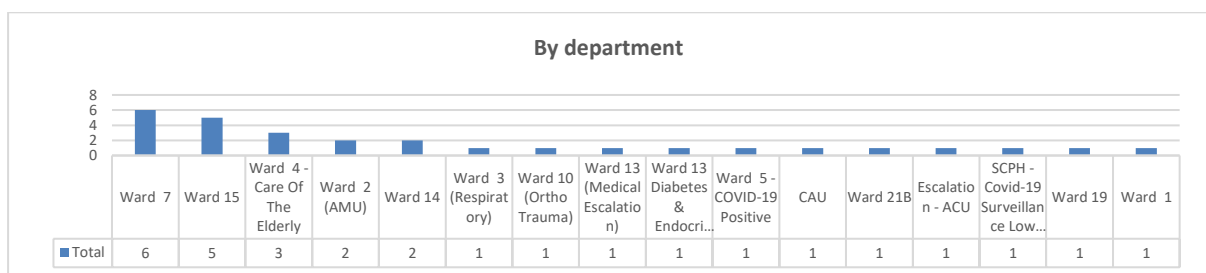 By department
8
6
4
2
0
Ward 7
Ward 15
Ward 4 -
Care Of
The
Elderly
Ward 2
(AMU)
Ward 14
Ward 3
(Respirat
ory)
Ward 10
(Ortho
Trauma)
Ward 13
(Medical
Escalatio
n)
Ward 13
Diabetes
&
Endocri...
Ward 5 -
COVID-19
Positive
CAU
Ward 21B
Escalatio
n - ACU
SCPH -
Covid-19
Surveillan
ce Low...
Ward 19
Ward 1
Total 6 5 3 2 2 1 1 1 1 1 1 1 1 1 1 1